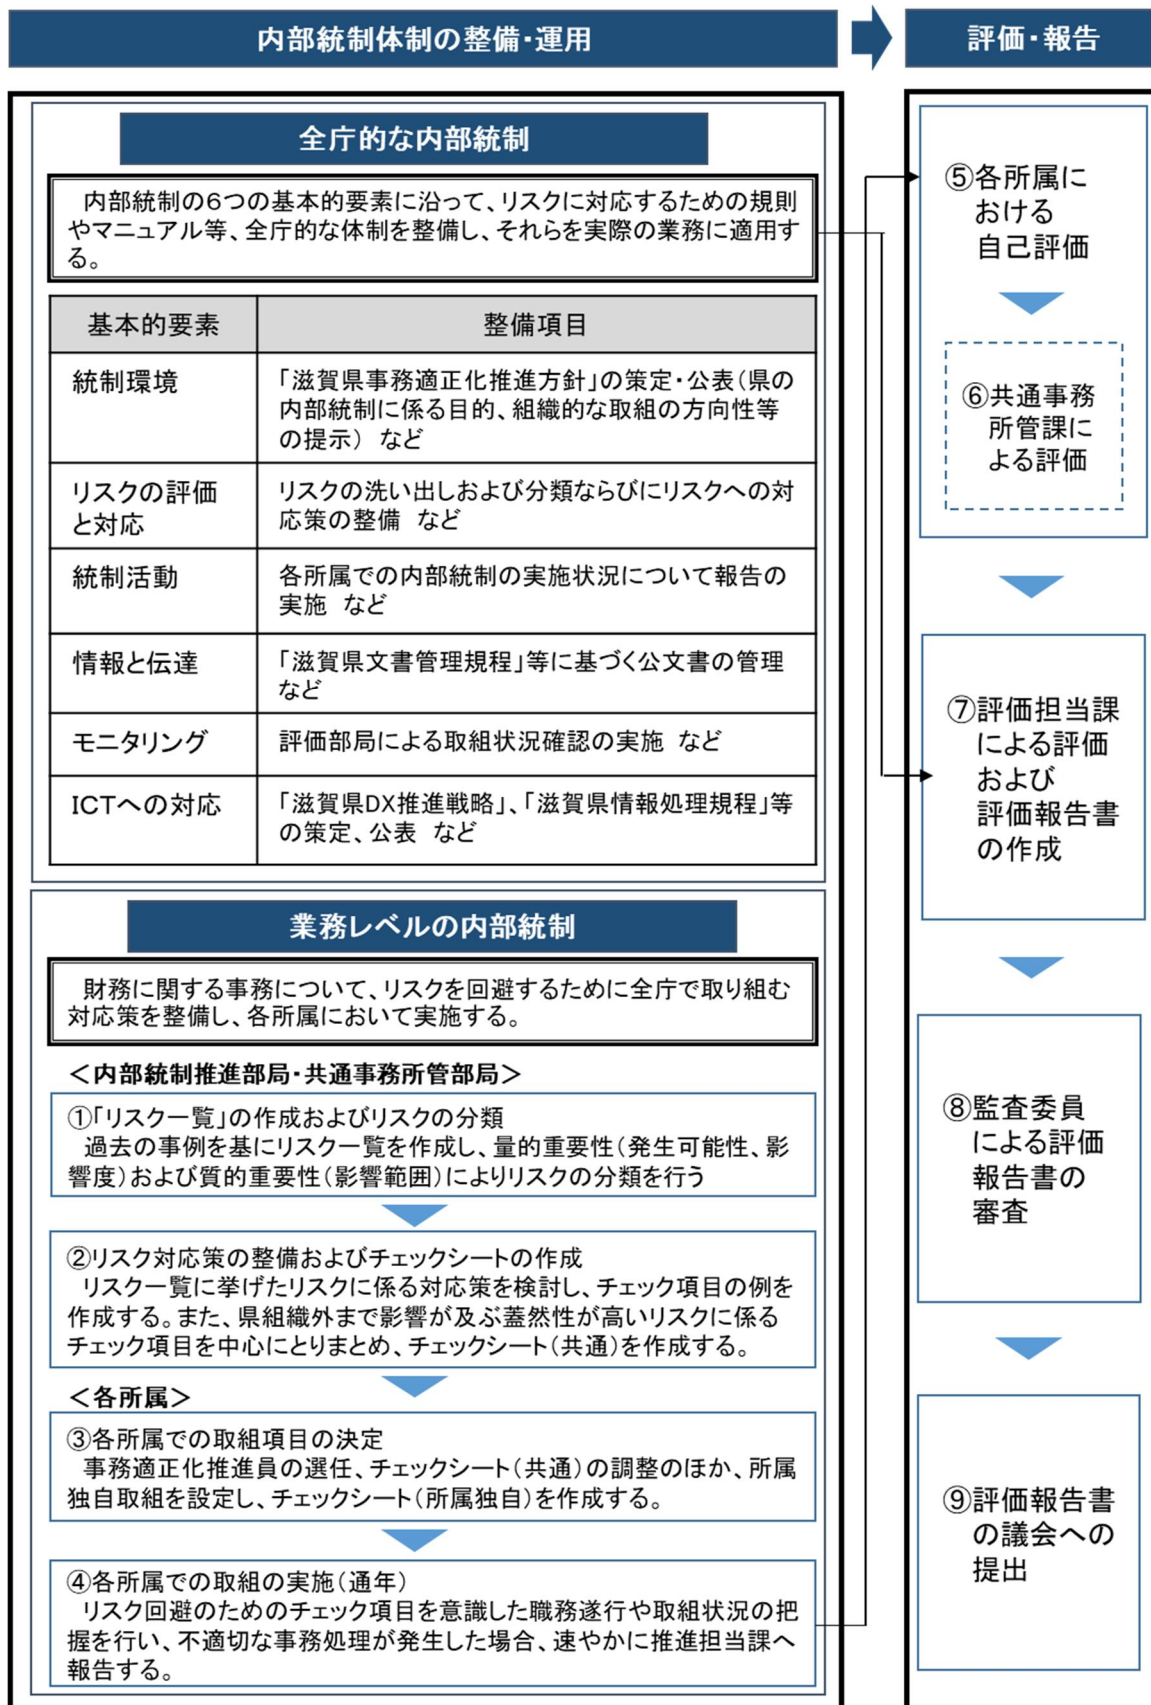 内部統制体制の整備・運用
評価・報告
全庁的な内部統制
内部統制の6つの基本的要素に沿って、リスクに対応するための規則
やマニュアル等、全庁的な体制を整備し、それらを実際の業務に適用す
る。
基本的要素
整備項目
統制環境
「滋賀県事務適正化推進方針」の策定・公表(県の
内部統制に係る目的、組織的な取組の方向性等
の提示) など
リスクの評価
と対応
リスクの洗い出しおよび分類ならびにリスクへの対
応策の整備 など
統制活動
各所属での内部統制の実施状況について報告の
実施 など
情報と伝達
「滋賀県文書管理規程」等に基づく公文書の管理
など
モニタリング
評価部局による取組状況確認の実施 など
ICTへの対応
「滋賀県DX推進戦略」、「滋賀県情報処理規程」等
の策定、公表 など
業務レベルの内部統制
財務に関する事務について、リスクを回避するために全庁で取り組む
対応策を整備し、各所属において実施する。
<内部統制推進部局・共通事務所管部局>
①「リスク一覧」の作成およびリスクの分類
過去の事例を基にリスク一覧を作成し、量的重要性(発生可能性、影
響度)および質的重要性(影響範囲)によりリスクの分類を行う
②リスク対応策の整備およびチェックシートの作成
リスク一覧に挙げたリスクに係る対応策を検討し、チェック項目の例を
作成する。また、県組織外まで影響が及ぶ蓋然性が高いリスクに係る
チェック項目を中心にとりまとめ、チェックシート(共通)を作成する。
<各所属>
③各所属での取組項目の決定
事務適正化推進員の選任、チェックシート(共通)の調整のほか、所属
独自取組を設定し、チェックシート(所属独自)を作成する。
④各所属での取組の実施(通年)
リスク回避のためのチェック項目を意識した職務遂行や取組状況の把
握を行い、不適切な事務処理が発生した場合、速やかに推進担当課へ
報告する。
⑤各所属に
おける
自己評価
⑥共通事務
所管課に
よる評価
⑦評価担当課
による評価
および
評価報告書
の作成
⑧監査委員
による評価
報告書の
審査
⑨評価報告書
の議会への
提出